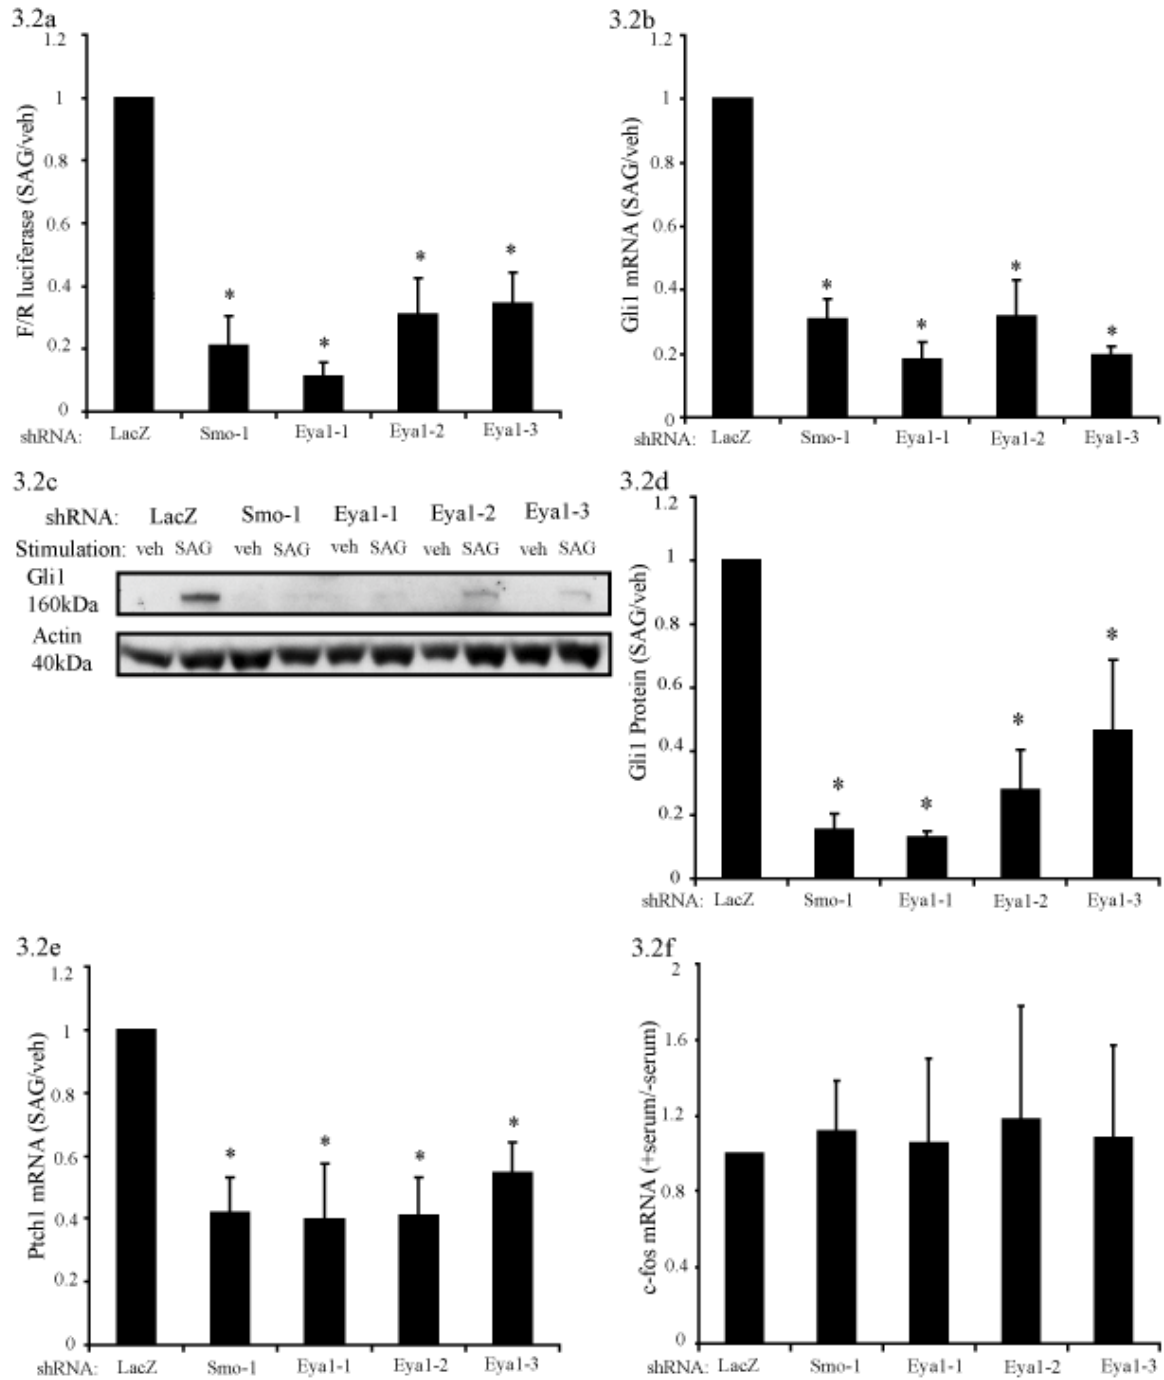 3.2a
F/R luciferase (SAG/veh)
1.2
1
0.8
0.6
0.4
0.2
0
*
*
*
*
shRNA: LacZ Smo-1 Eya1-1 Eya1-2 Eya1-3
3.2b
Gli1 mRNA (SAG/veh)
1.2
1
0.8
0.6
0.4
0.2
0
*
*
*
*
shRNA: LacZ Smo-1 Eya1-1 Eya1-2 Eya1-3
3.2c
shRNA: LacZ Smo-1 Eya1-1 Eya1-2 Eya1-3
Stimulation: veh SAG veh SAG veh SAG veh SAG veh SAG
Gli1
160kDa
Actin
40kDa
3.2d
Gli1 Protein (SAG/veh)
1.2
1
0.8
0.6
0.4
0.2
0
*
*
*
*
shRNA: LacZ Smo-1 Eya1-1 Eya1-2 Eya1-3
3.2e
Ptch1 mRNA (SAG/veh)
1.2
1
0.8
0.6
0.4
0.2
0
*
*
*
*
shRNA: LacZ Smo-1 Eya1-1 Eya1-2 Eya1-3
3.2f
c-fos mRNA (+serum/-serum)
2
1.6
1.2
0.8
0.4
0
shRNA: LacZ Smo-1 Eya1-1 Eya1-2 Eya1-3